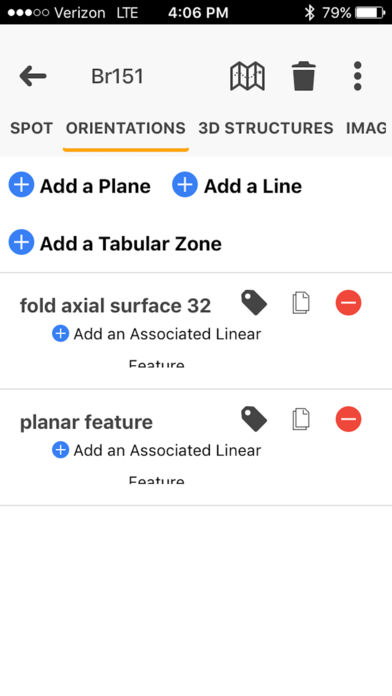 Verizon LTE 4:06 PM 79%
Br151
SPOT ORIENTATIONS 3D STRUCTURES IMAG
Add a Plane Add a Line
Add a Tabular Zone
fold axial surface 32
Add an Associated Linear
Feature
planar feature
Add an Associated Linear
Feature